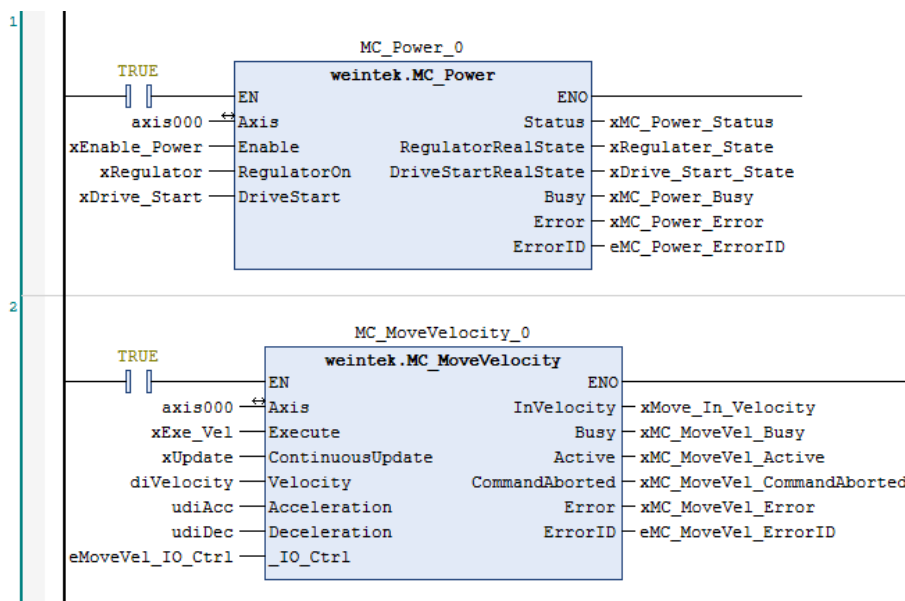 1
MC_Power_0
TRUE weintek.MC_Power
EN ENO
axis000 Axis Status xMC_Power_Status
xEnable_Power Enable RegulatorRealState xRegulater_State
xRegulator RegulatorOn DriveStartRealState xDrive_Start_State
xDrive_Start DriveStart Busy xMC_Power_Busy
Error xMC_Power_Error
ErrorID eMC_Power_ErrorID
2
MC_MoveVelocity_0
TRUE weintek.MC_MoveVelocity
EN ENO
axis000 Axis InVelocity xMove_In_Velocity
xExe_Vel Execute Busy xMC_MoveVel_Busy
xUpdate ContinuousUpdate Active xMC_MoveVel_Active
diVelocity Velocity CommandAborted xMC_MoveVel_CommandAborted
udiAcc Acceleration Error xMC_MoveVel_Error
udiDec Deceleration ErrorID eMC_MoveVel_ErrorID
eMoveVel_IO_Ctrl _IO_Ctrl